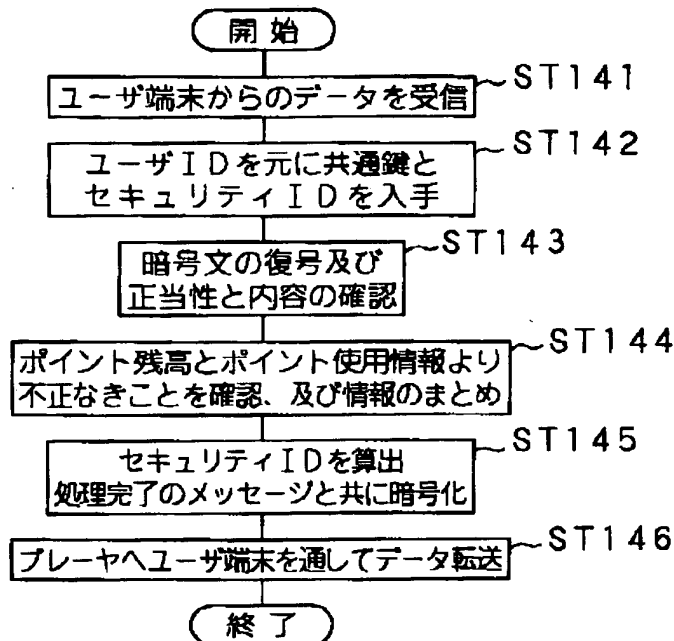 開始
ユーザ端末からのデータを受信
ST141
ユーザIDを元に共通鍵と
セキュリティIDを入手
ST142
暗号文の復号及び
正当性と内容の確認
ST143
ポイント残高とポイント使用情報より
不正なきことを確認、及び情報のまとめ
ST144
セキュリティIDを算出
処理完了のメッセージと共に暗号化
ST145
プレーヤへユーザ端末を通してデータ転送
ST146
終了